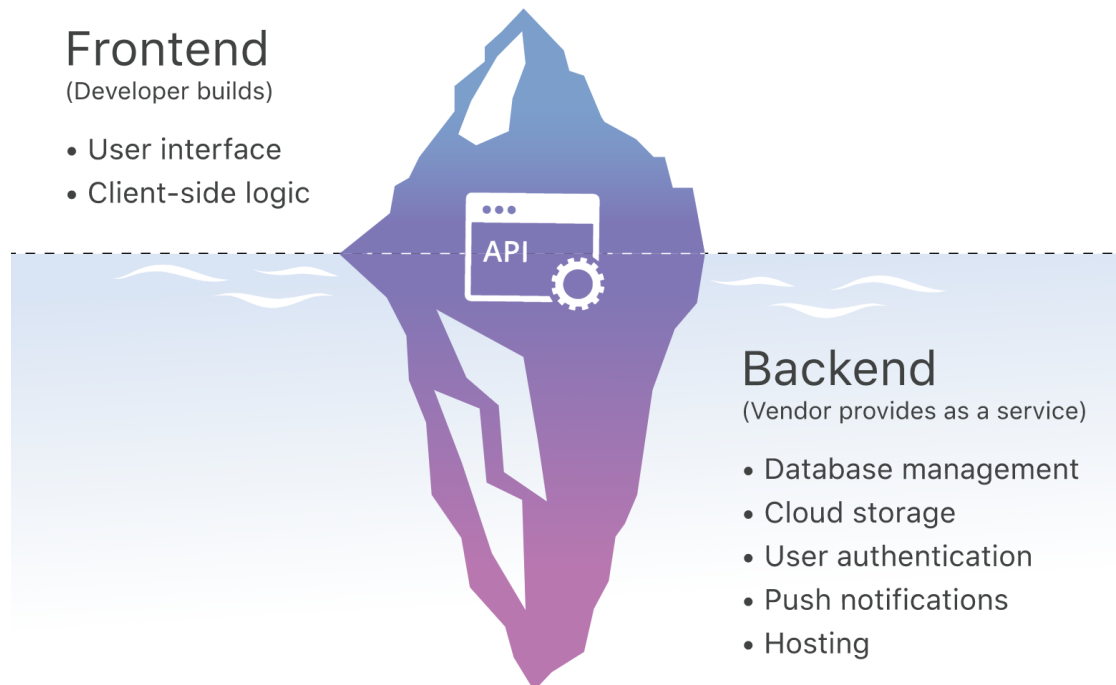 Frontend
(Developer builds)
• User interface
• Client-side logic
API
Backend
(Vendor provides as a service)
• Database management
• Cloud storage
• User authentication
• Push notifications
• Hosting